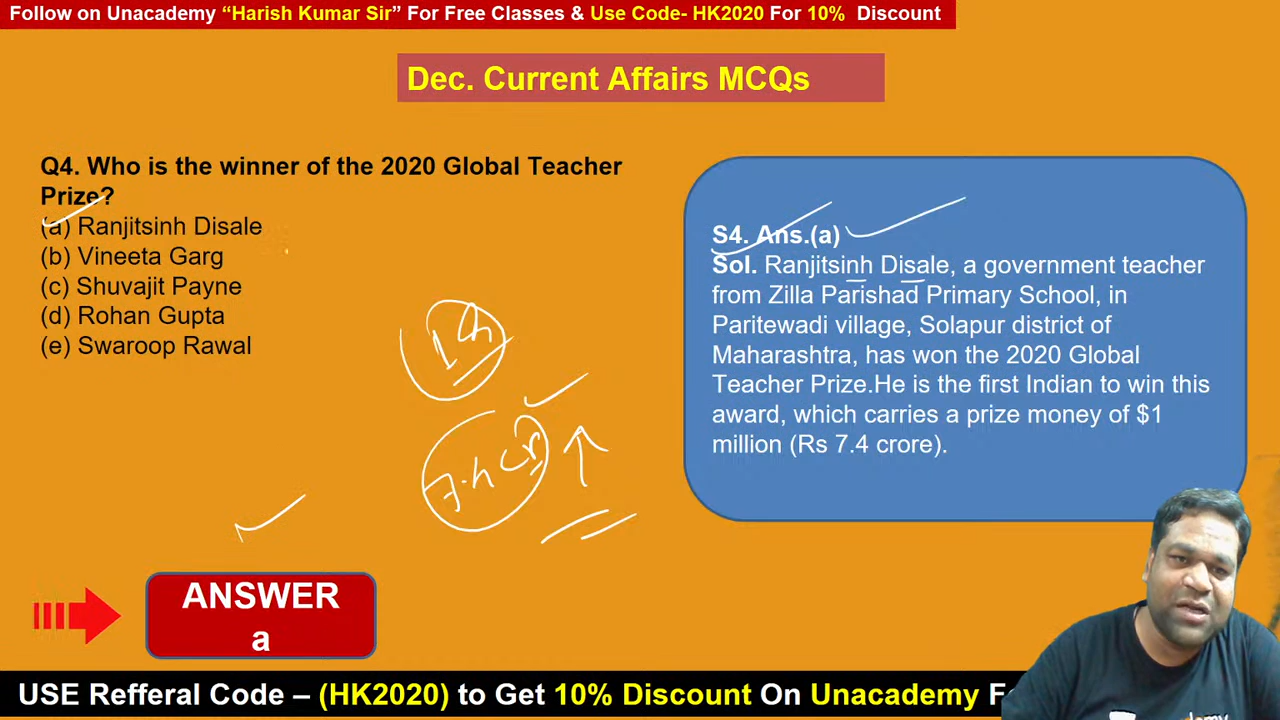 Follow on Unacademy “Harish Kumar Sir” For Free Classes & Use Code- HK2020 For 10% Discount
Dec. Current Affairs MCQs
Q4. Who is the winner of the 2020 Global Teacher
Prize?
(a) Ranjitsinh Disale
(b) Vineeta Garg
(c) Shuvajit Payne
(d) Rohan Gupta
(e) Swaroop Rawal
S4. Ans.(a)
Sol. Ranjitsinh Disale, a government teacher
from Zilla Parishad Primary School, in
Paritewadi village, Solapur district of
Maharashtra, has won the 2020 Global
Teacher Prize.He is the first Indian to win this
award, which carries a prize money of $1
million (Rs 7.4 crore).
ANSWER
a
USE Refferal Code – (HK2020) to Get 10% Discount On Unacademy